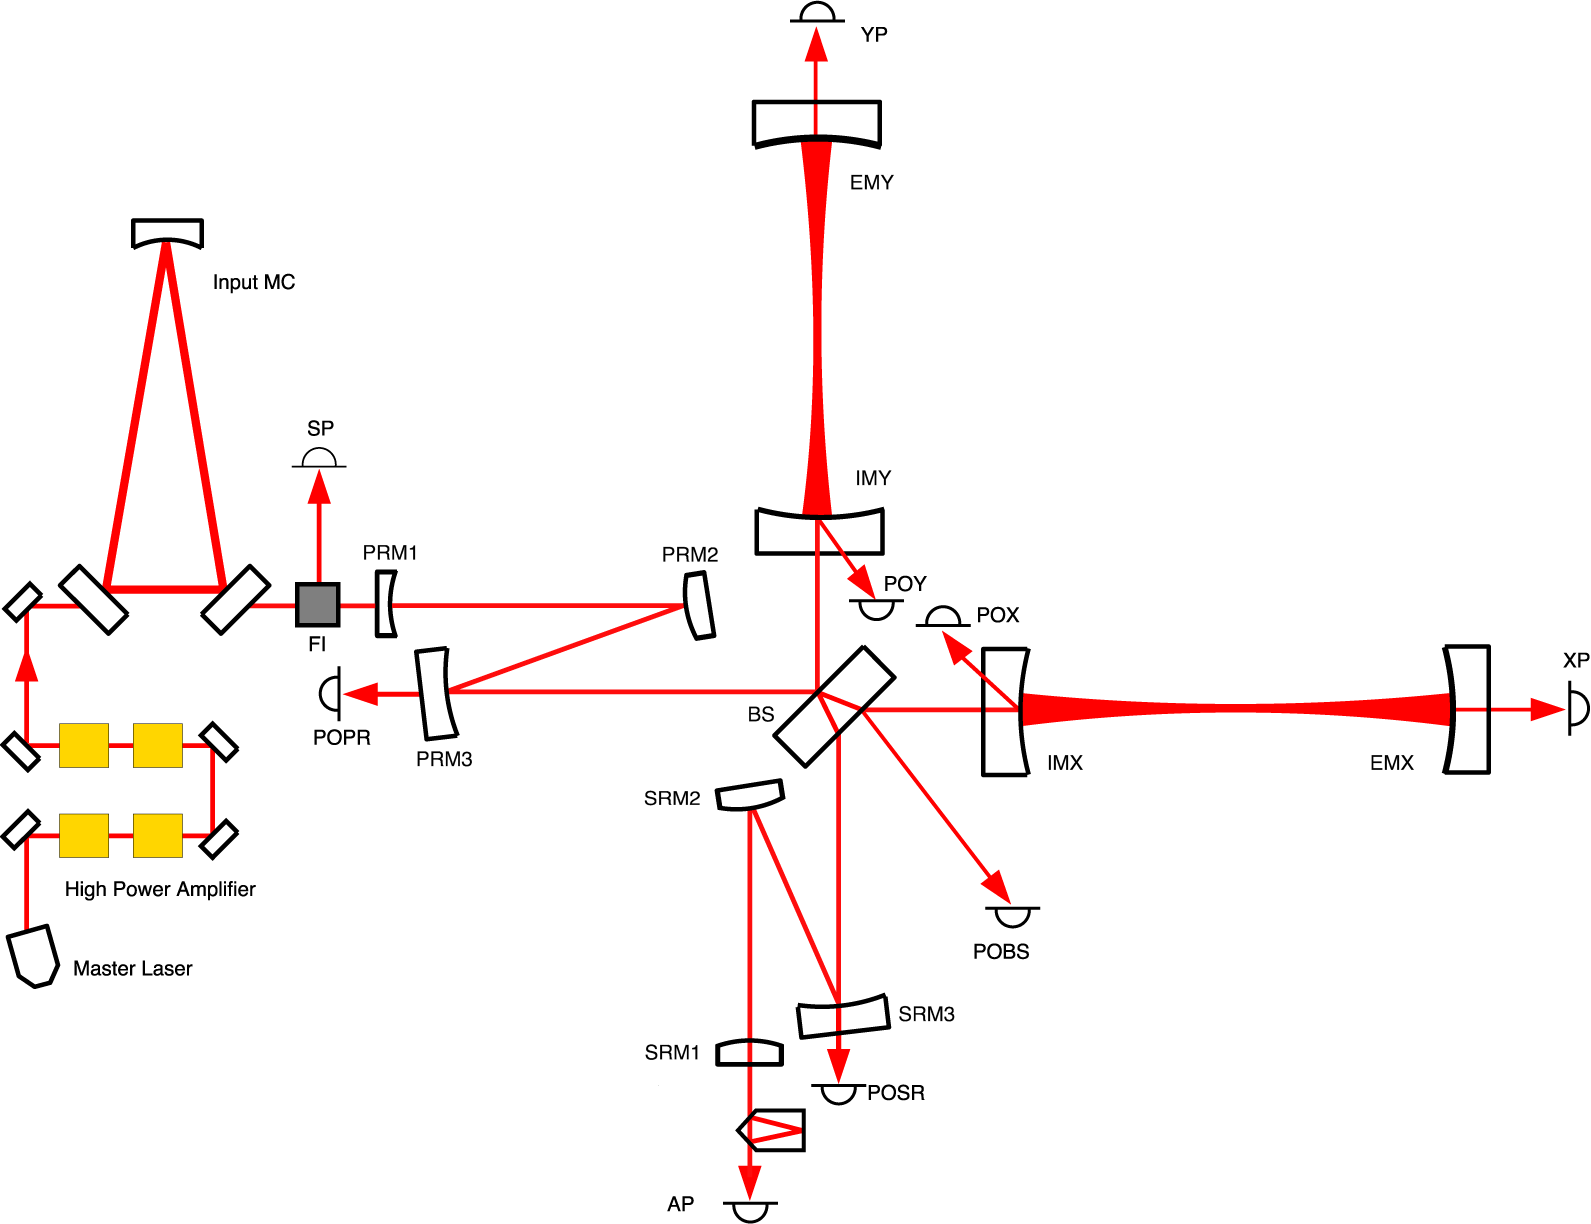 YP
EMY
Input MC
SP
IMY
PRM1
PRM2
POY
POX
FI
XP
BS
POPR
PRM3
IMX
EMX
SRM2
High Power Amplifier
POBS
Master Laser
SRM3
SRM1
POSR
AP